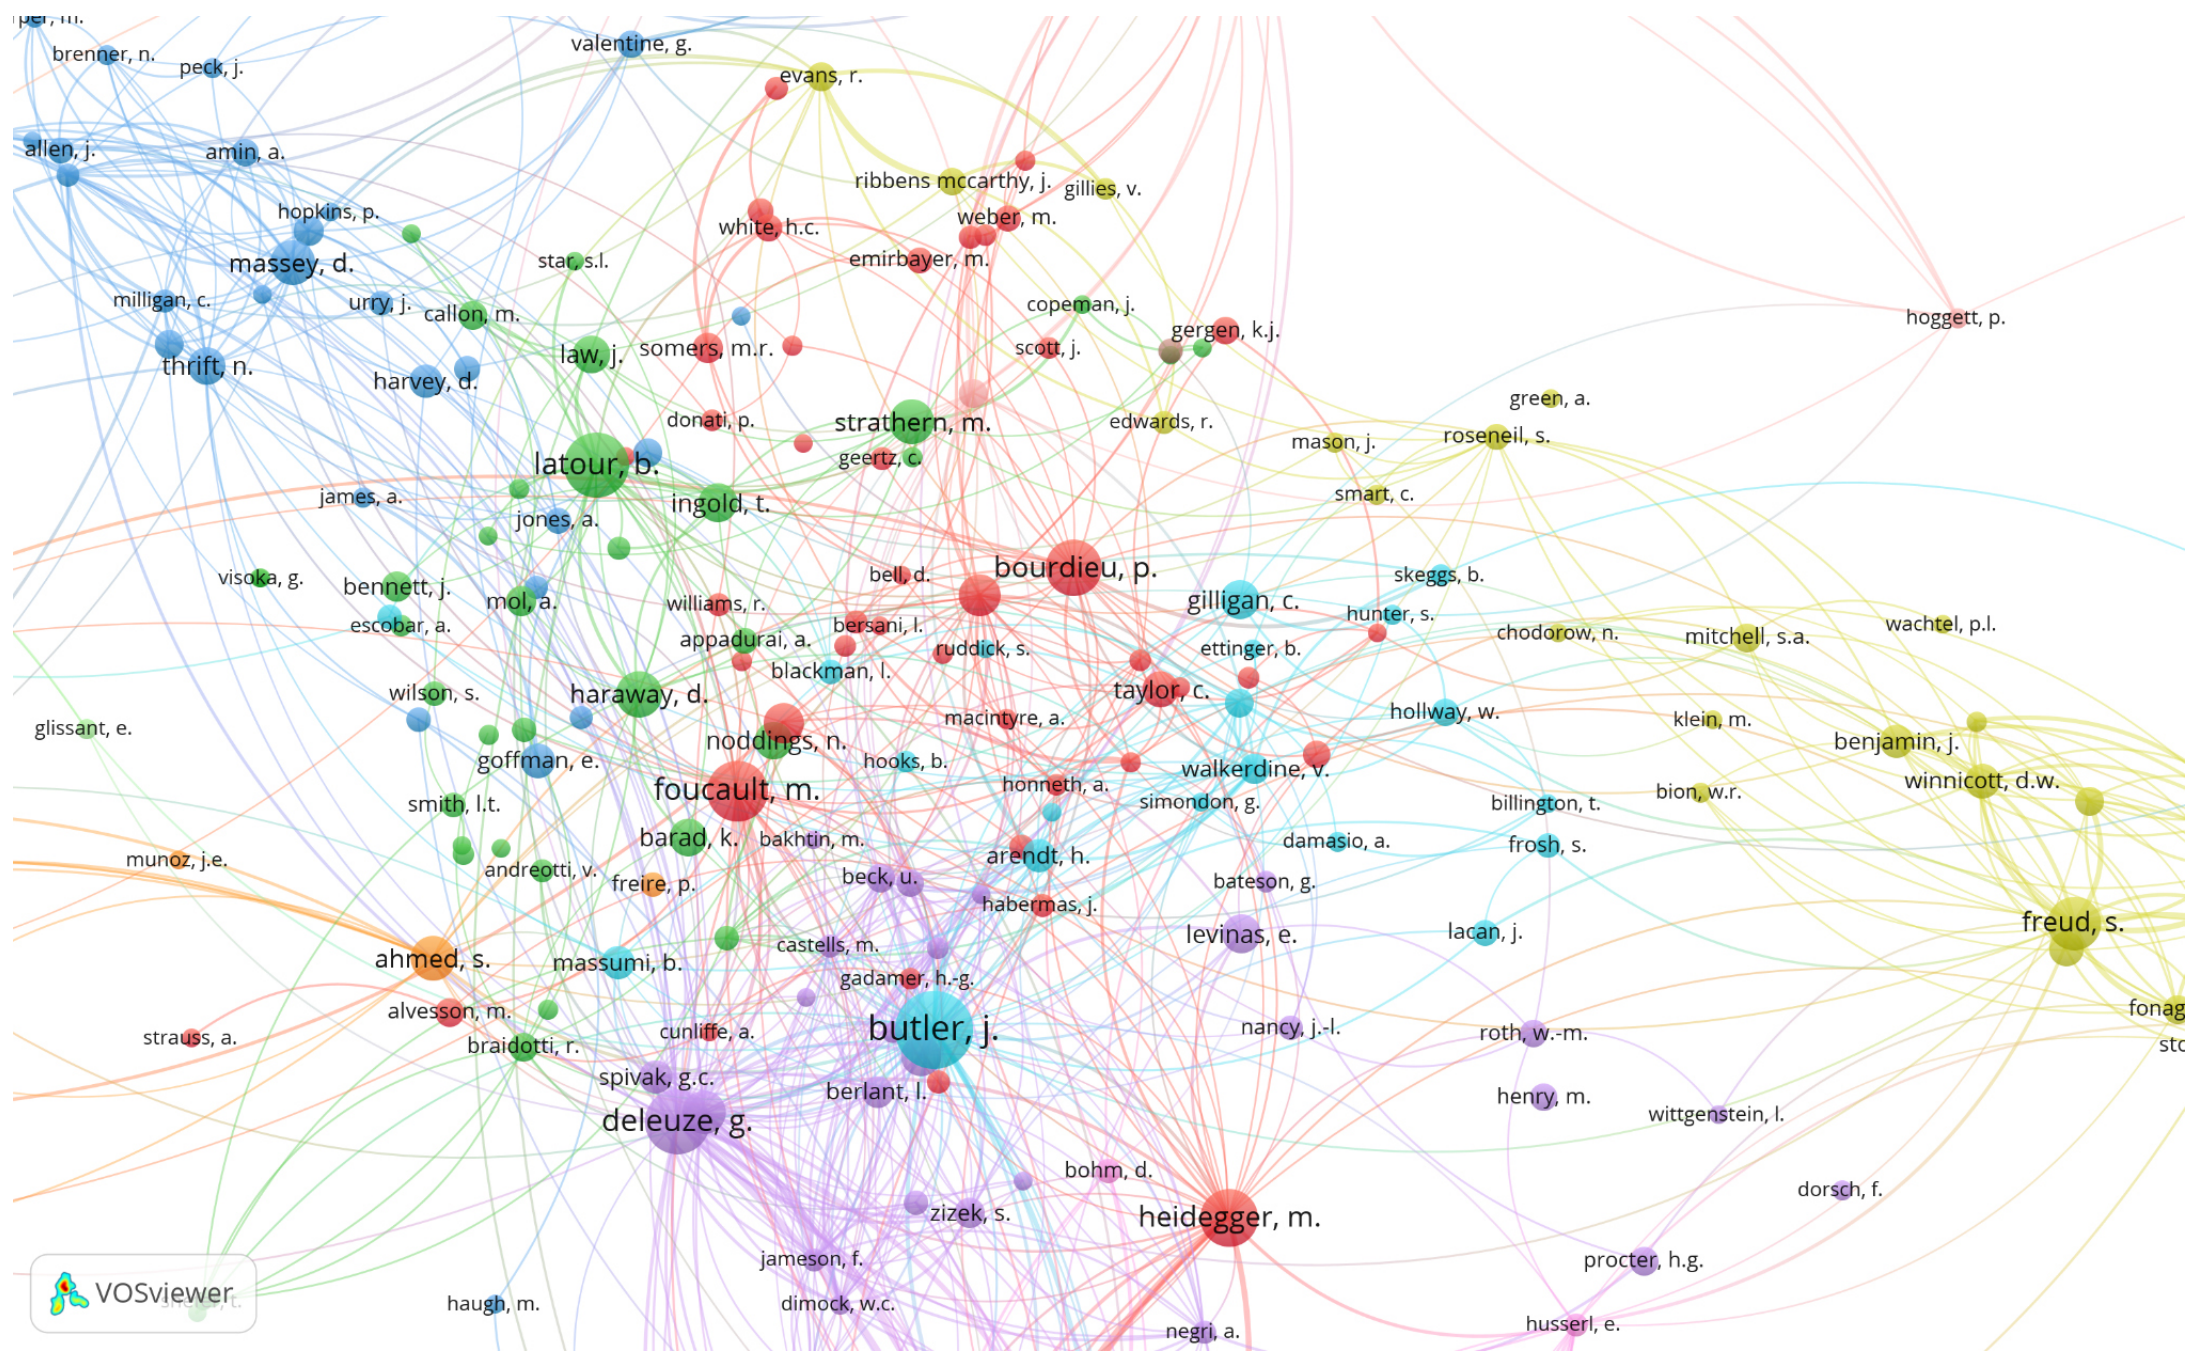 brenner, n.
peck, j.
valentine, g.
evans, r.
allen, j.
amin, a.
ribbens mccarthy, j.
gillies, v.
hopkins, p.
weber, m.
white, h.c.
massey, d.
star, s.l.
emirbayer, m.
milligan, c.
urry, j.
callon, m.
copeman, j.
gergen, k.j.
hoggett, p.
thrift, n.
law, j.
somers, m.r.
scott, j.
harvey, d.
green, a.
donati, p.
strathern, m.
edwards, r.
mason, j.
roseneil, s.
latour, b.
geertz, c.
james, a.
jones, a.
ingold, t.
smart, c.
visoka, g.
bennett, j.
mol, a.
bell, d.
bourdieu, p.
skeggs, b.
williams, r.
gilligan, c.
hunter, s.
escobar, a.
appadurai, a.
bersani, l.
ruddick, s.
ettinger, b.
chodorow, n.
mitchell, s.a.
wachtel, p.l.
blackman, l.
wilson, s.
haraway, d.
taylor, c.
glissant, e.
macintyre, a.
hollway, w.
klein, m.
noddings, n.
benjamin, j.
goffman, e.
hooks, b.
walkerdine, v.
winnicott, d.w.
foucault, m.
honneth, a.
smith, l.t.
simondon, g.
billington, t.
bion, w.r.
barad, k.
bakhtin, m.
damasio, a.
frosh, s.
munoz, j.e.
arendt, h.
andreotti, v.
freire, p.
beck, u.
bateson, g.
habermas, j.
freud, s.
ahmed, s.
massumi, b.
castells, m.
levinas, e.
lacan, j.
gadamer, h.-g.
alvesson, m.
fonag
strauss, a.
cunliffe, a.
butler, j.
nancy, j.-l.
roth, w.-m.
braidotti, r.
stc
spivak, g.c.
berlant, l.
henry, m.
deleuze, g.
wittgenstein, l.
bohm, d.
dorsch, f.
zizek, s.
heidegger, m.
jameson, f.
procter, h.g.
VOSviewer
haugh, m.
dimock, w.c.
negri, a.
husserl, e.